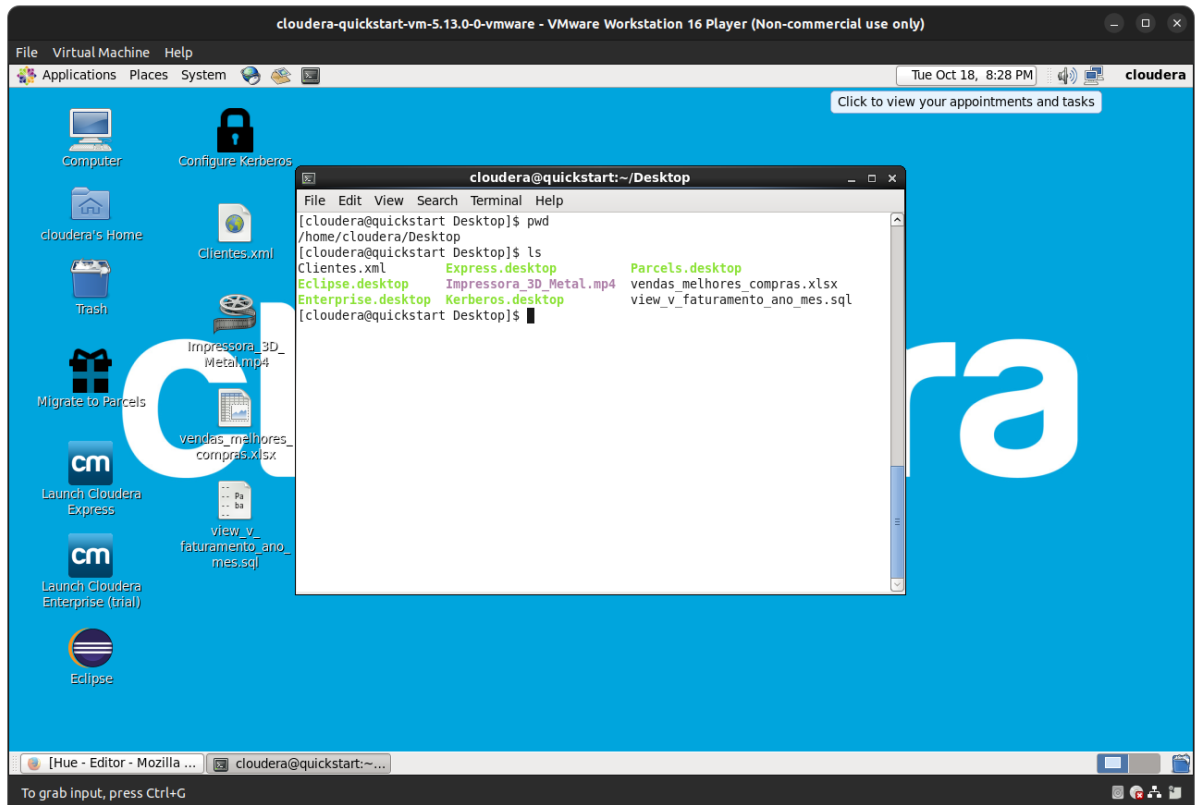 cloudera-quickstart-vm-5.13.0-0-vmware - VMware Workstation 16 Player (Non-commercial use only)
File Virtual Machine Help
Applications Places System
Tue Oct 18, 8:28 PM
cloudera
Click to view your appointments and tasks
Computer
Configure Kerberos
cloudera's Home
Clientes.xml
Trash
Impressora_3D_
Metal.mp4
Migrate to Parcels
vendas_melhores_
compras.xlsx
cm
Launch Cloudera
Express
-- Pa
-- ba
view_v_
faturamento_ano_
mes.sql
cm
Launch Cloudera
Enterprise (trial)
Eclipse
cloudera@quickstart:~/Desktop
File Edit View Search Terminal Help
[cloudera@quickstart Desktop]$ pwd
/home/cloudera/Desktop
[cloudera@quickstart Desktop]$ ls
Clientes.xml Express.desktop Parcels.desktop
Eclipse.desktop Impressora_3D_Metal.mp4 vendas_melhores_compras.xlsx
Enterprise.desktop Kerberos.desktop view_v_faturamento_ano_mes.sql
[cloudera@quickstart Desktop]$
cl ra
[Hue - Editor - Mozilla ...
cloudera@quickstart:~...
To grab input, press Ctrl+G